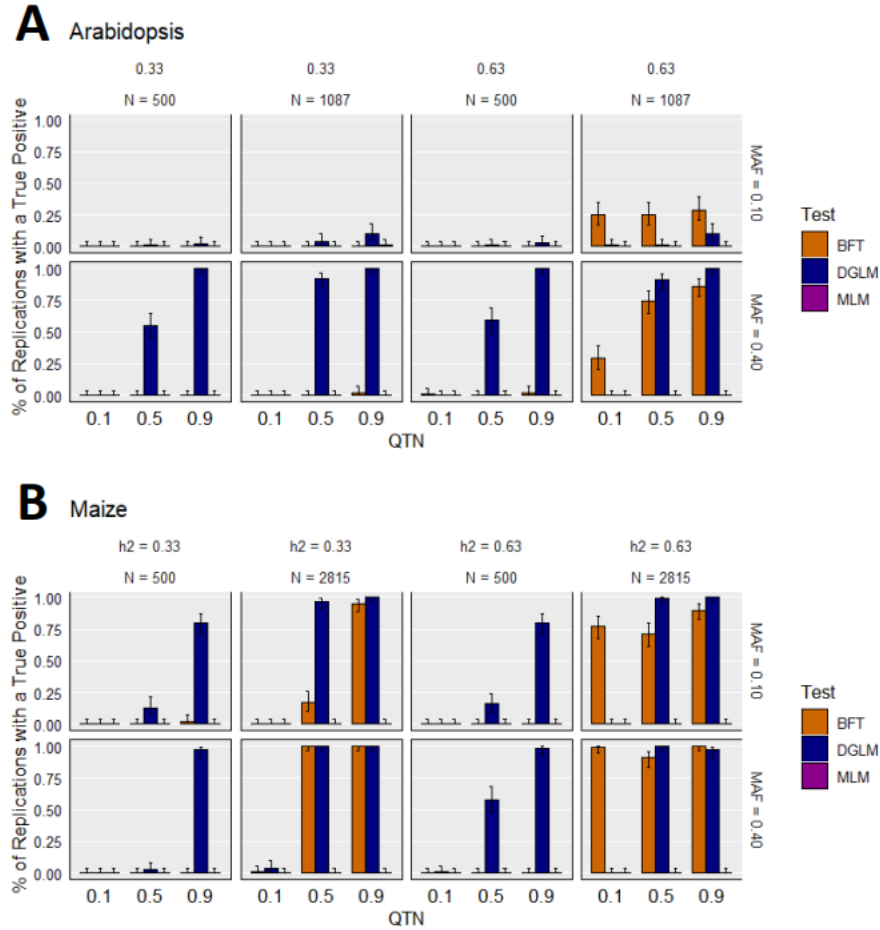 A Arabidopsis
0.33 0.33 0.63 0.63
N = 500 N = 1087 N = 500 N = 1087
% of Replications with a True Positive
1.00
0.75
0.50
0.25
0.00
MAF = 0.10
1.00
0.75
0.50
0.25
0.00
MAF = 0.40
0.1 0.5 0.9 0.1 0.5 0.9 0.1 0.5 0.9 0.1 0.5 0.9
QTN
Test
BFT
DGLM
MLM
B Maize
h2 = 0.33 h2 = 0.33 h2 = 0.63 h2 = 0.63
N = 500 N = 2815 N = 500 N = 2815
% of Replications with a True Positive
1.00
0.75
0.50
0.25
0.00
MAF = 0.10
1.00
0.75
0.50
0.25
0.00
MAF = 0.40
0.1 0.5 0.9 0.1 0.5 0.9 0.1 0.5 0.9 0.1 0.5 0.9
QTN
Test
BFT
DGLM
MLM